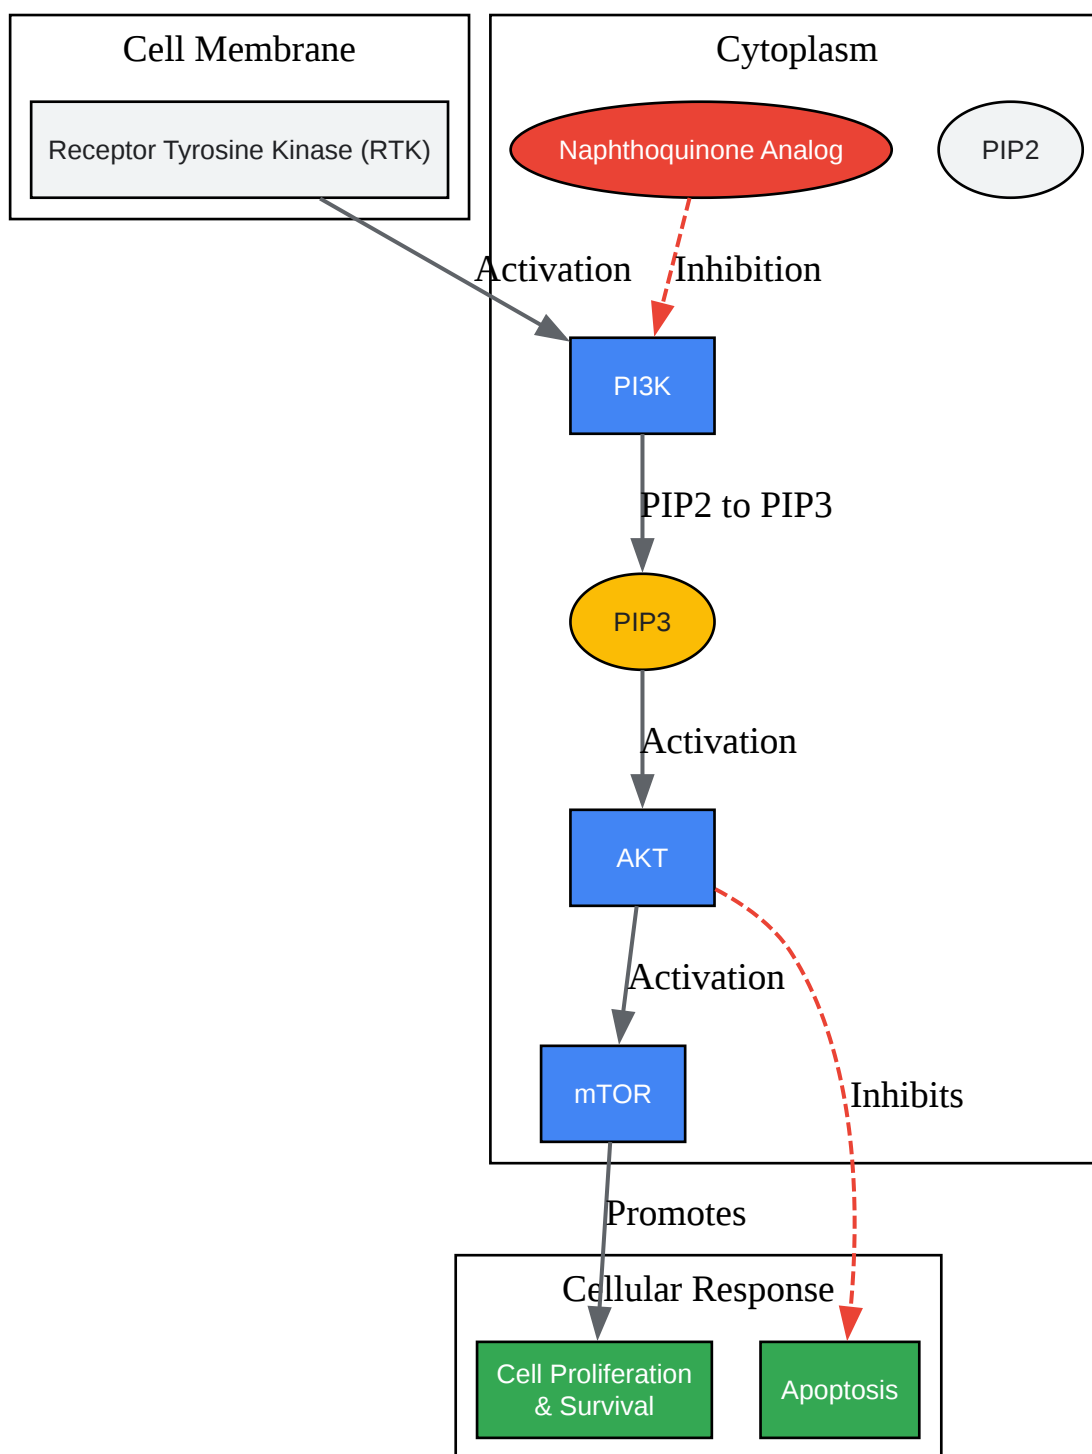 Cell Membrane
Cytoplasm
Receptor Tyrosine Kinase (RTK)
Naphthoquinone Analog
PIP2
Activation
Inhibition
PI3K
PIP2 to PIP3
PIP3
Activation
AKT
Activation
mTOR
Inhibits
Promotes
Cellular Response
Cell Proliferation
& Survival
Apoptosis